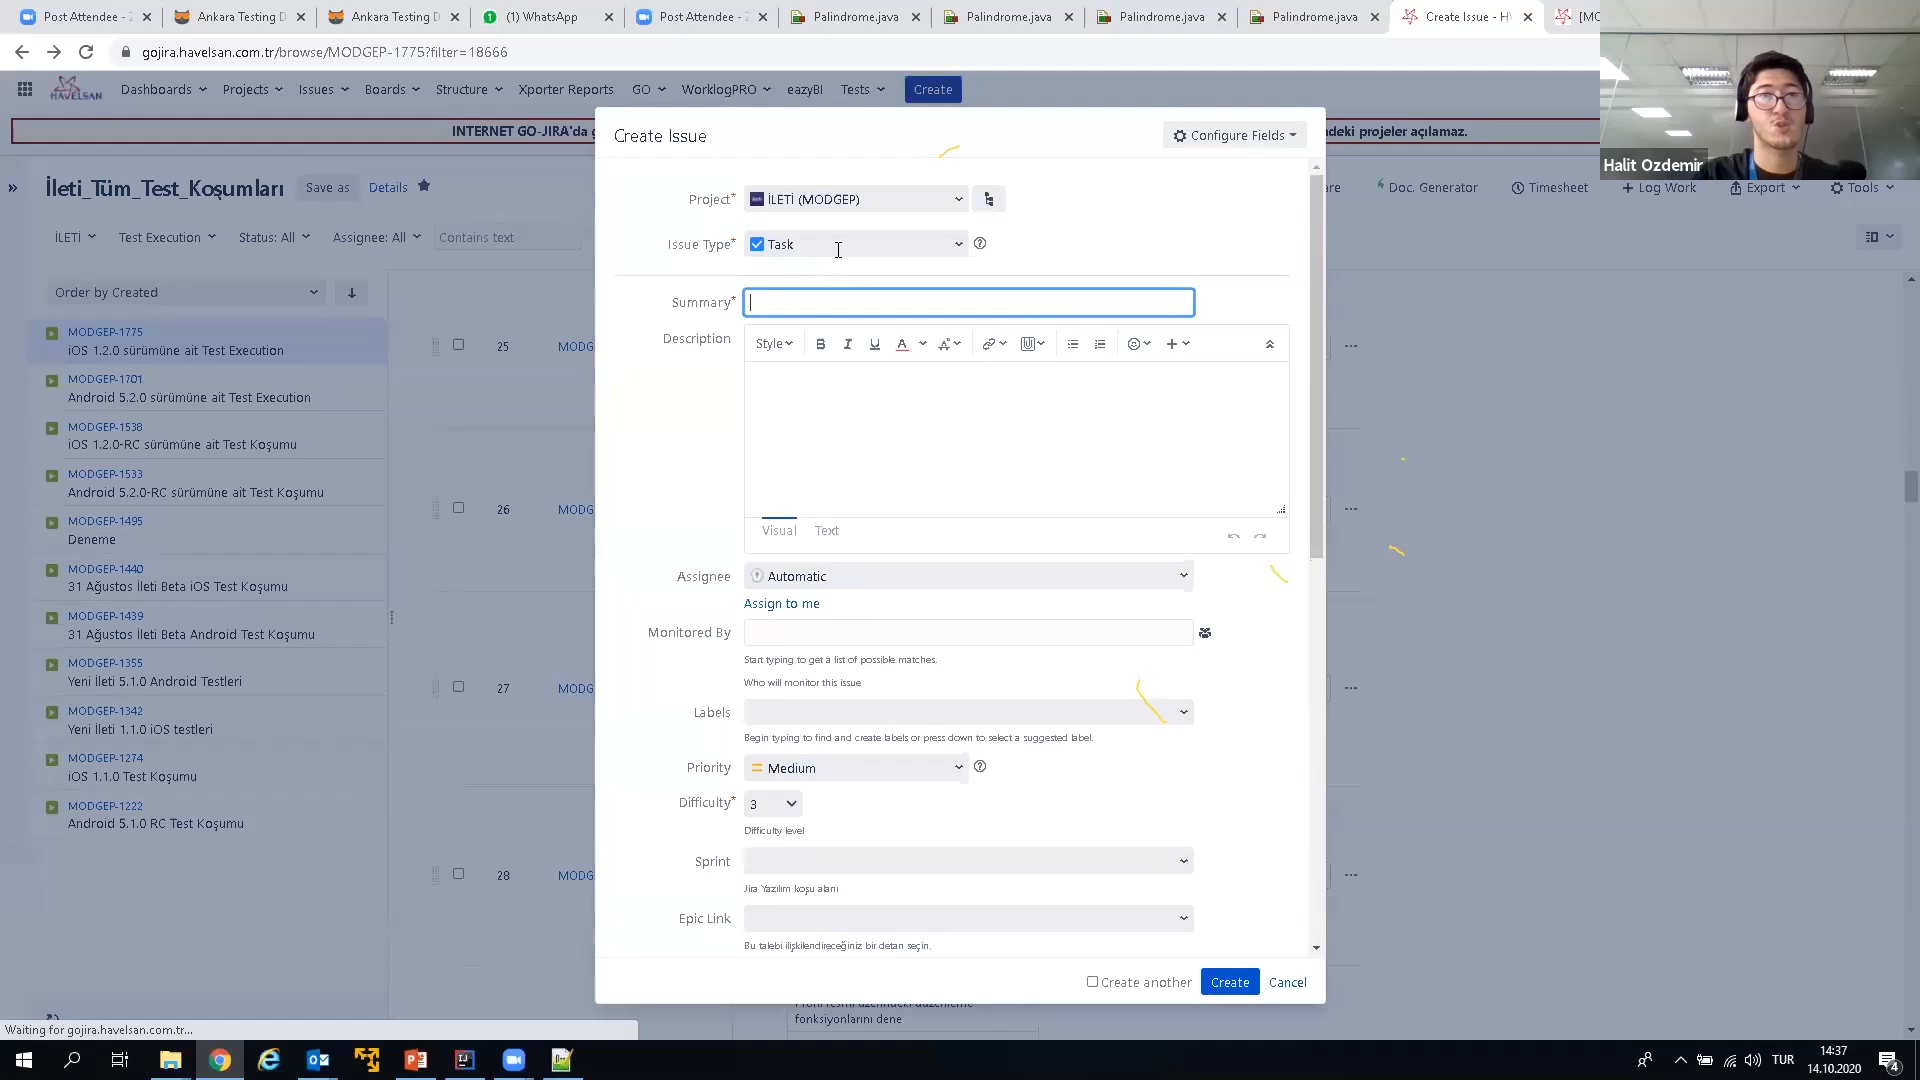 Post Attendee - Z
Ankara Testing D
Ankara Testing D
(1) WhatsApp
Post Attendee - Z
Palindrome.java
Palindrome.java
Palindrome.java
Palindrome.java
Create Issue - H
gojira.havelsan.com.tr/browse/MODGEP-1775?filter=18666
HAVELSAN
Dashboards
Projects
Issues
Boards
Structure
Xporter Reports
GO
WorklogPRO
eazyBI
Tests
Create
INTERNET GO-JIRA'da
deki projeler açılamaz.
Halit Ozdemir
İleti_Tüm_Test_Koşumları
Save as
Details
Doc. Generator
Timesheet
Log Work
Export
Tools
İLETİ
Test Execution
Status: All
Assignee: All
Contains text
Order by Created
MODGEP-1775
iOS 1.2.0 sürümüne ait Test Execution
MODGEP-1701
Android 5.2.0 sürümüne ait Test Execution
MODGEP-1538
iOS 1.2.0-RC sürümüne ait Test Koşumu
MODGEP-1533
Android 5.2.0-RC sürümüne ait Test Koşumu
MODGEP-1495
Deneme
MODGEP-1440
31 Ağustos İleti Beta iOS Test Koşumu
MODGEP-1439
31 Ağustos İleti Beta Android Test Koşumu
MODGEP-1355
Yeni İleti 5.1.0 Android Testleri
MODGEP-1342
Yeni İleti 1.1.0 iOS testleri
MODGEP-1274
iOS 1.1.0 Test Koşumu
MODGEP-1222
Android 5.1.0 RC Test Koşumu
25 MODG
26 MODG
27 MODG
28 MODG
Create Issue
Configure Fields
Project* İLETİ (MODGEP)
Issue Type* Task
Summary*
Description
Style B I U A
Visual Text
Assignee Automatic
Assign to me
Monitored By
Start typing to get a list of possible matches.
Who will monitor this issue
Labels
Begin typing to find and create labels or press down to select a suggested label.
Priority Medium
Difficulty* 3
Difficulty level
Sprint
Jira Yazılım koşu alanı
Epic Link
Bu talebi ilişkilendireceğiniz bir detan seçin.
Create another
Create
Cancel
fonksiyonlarını dene
Waiting for gojira.havelsan.com.tr...
TUR
14:37
14.10.2020
4